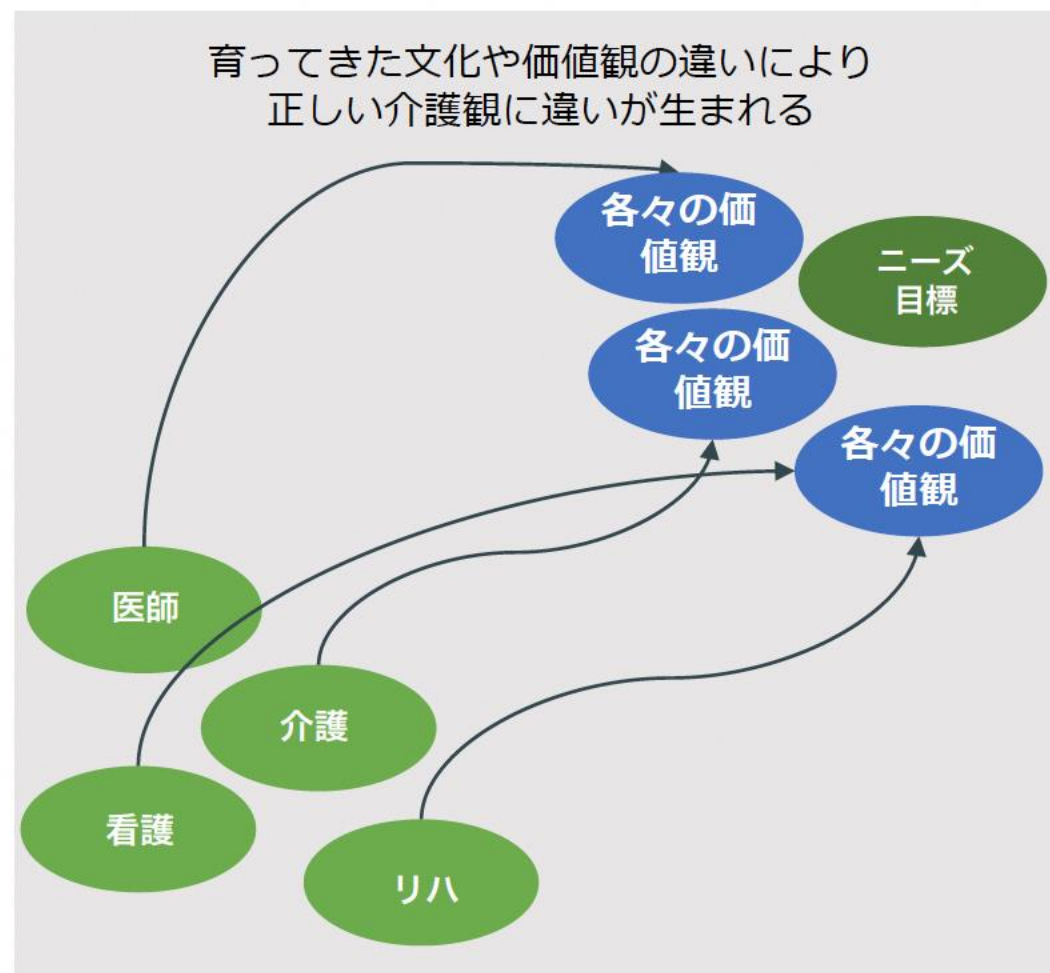 育ってきた文化や価値観の違いにより
正しい介護観に違いが生まれる
各々の価
値観
ニーズ
目標
各々の価
値観
各々の価
値観
医師
介護
看護
リハ